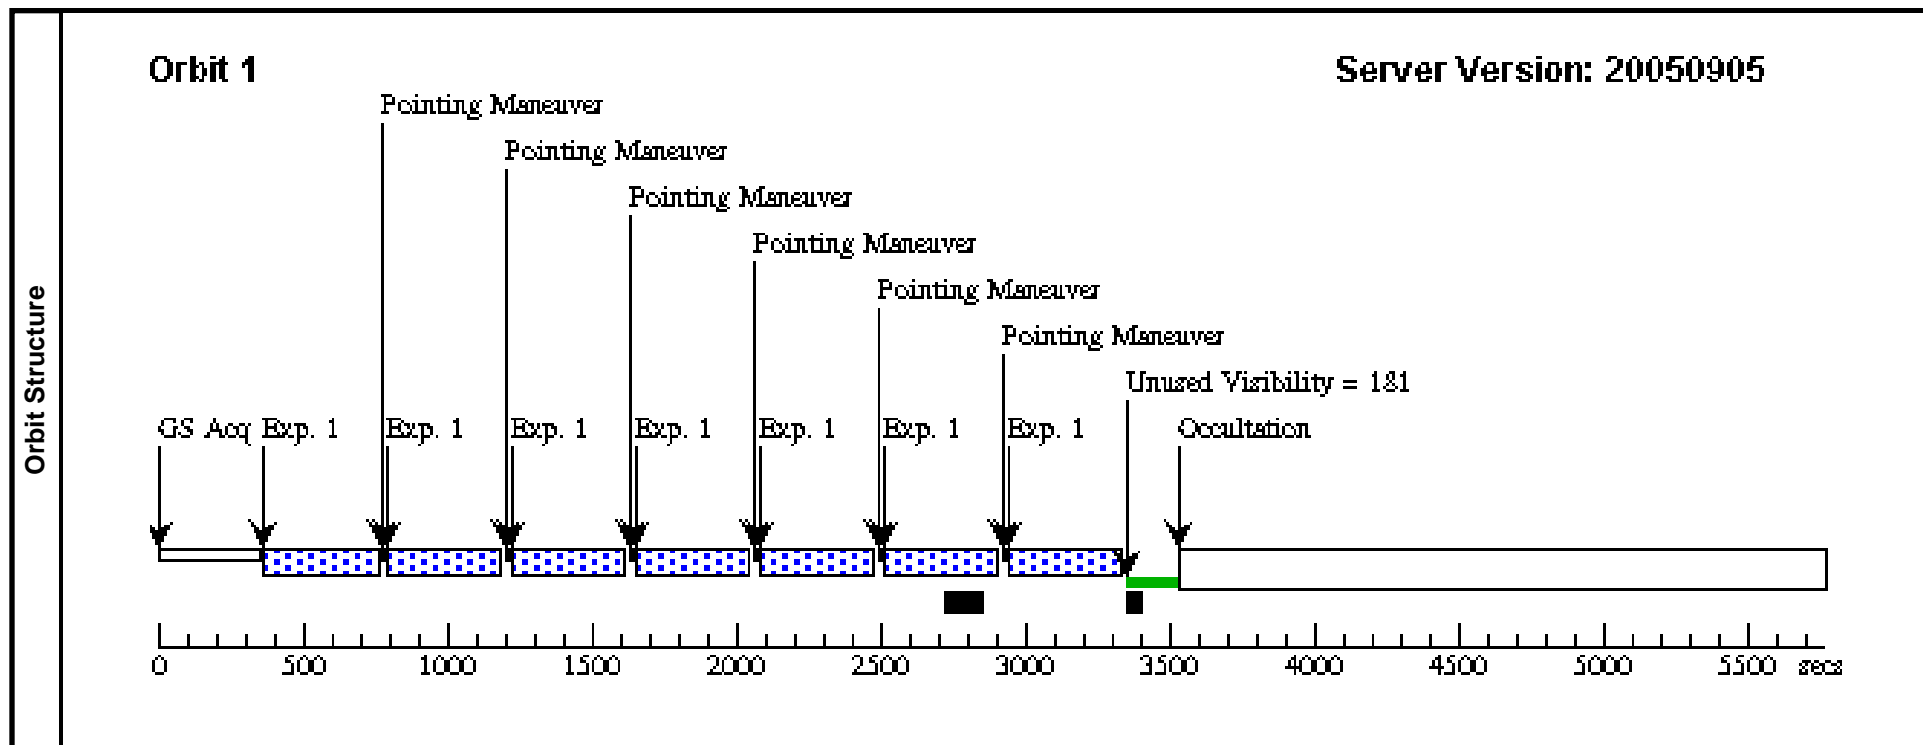 Orbit Structure
Orbit 1
Server Version: 20050905
Pointing Maneuver
Pointing Maneuver
Pointing Maneuver
Pointing Maneuver
Pointing Maneuver
Pointing Maneuver
Unused Visibility = 181
GS Acq Exp. 1 Exp. 1 Exp. 1 Exp. 1 Exp. 1 Exp. 1 Exp. 1 Occultation
0 500 1000 1500 2000 2500 3000 3500 4000 4500 5000 5500 secs